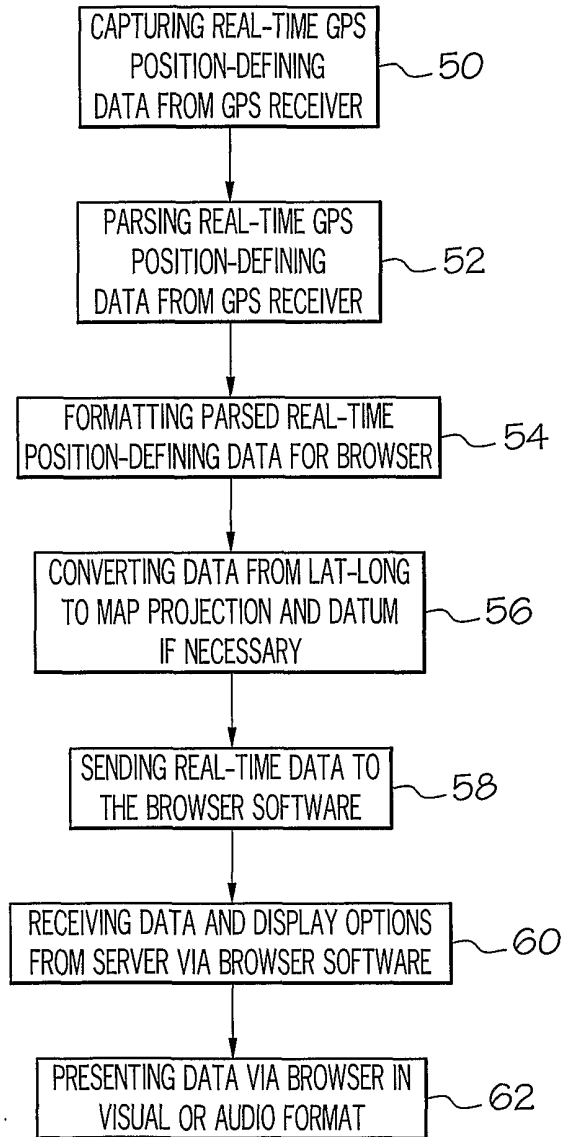 CAPTURING REAL-TIME GPS
POSITION-DEFINING
DATA FROM GPS RECEIVER
50
PARSING REAL-TIME GPS
POSITION-DEFINING
DATA FROM GPS RECEIVER
52
FORMATTING PARSED REAL-TIME
POSITION-DEFINING DATA FOR BROWSER
54
CONVERTING DATA FROM LAT-LONG
TO MAP PROJECTION AND DATUM
IF NECESSARY
56
SENDING REAL-TIME DATA TO
THE BROWSER SOFTWARE
58
RECEIVING DATA AND DISPLAY OPTIONS
FROM SERVER VIA BROWSER SOFTWARE
60
PRESENTING DATA VIA BROWSER IN
VISUAL OR AUDIO FORMAT
62